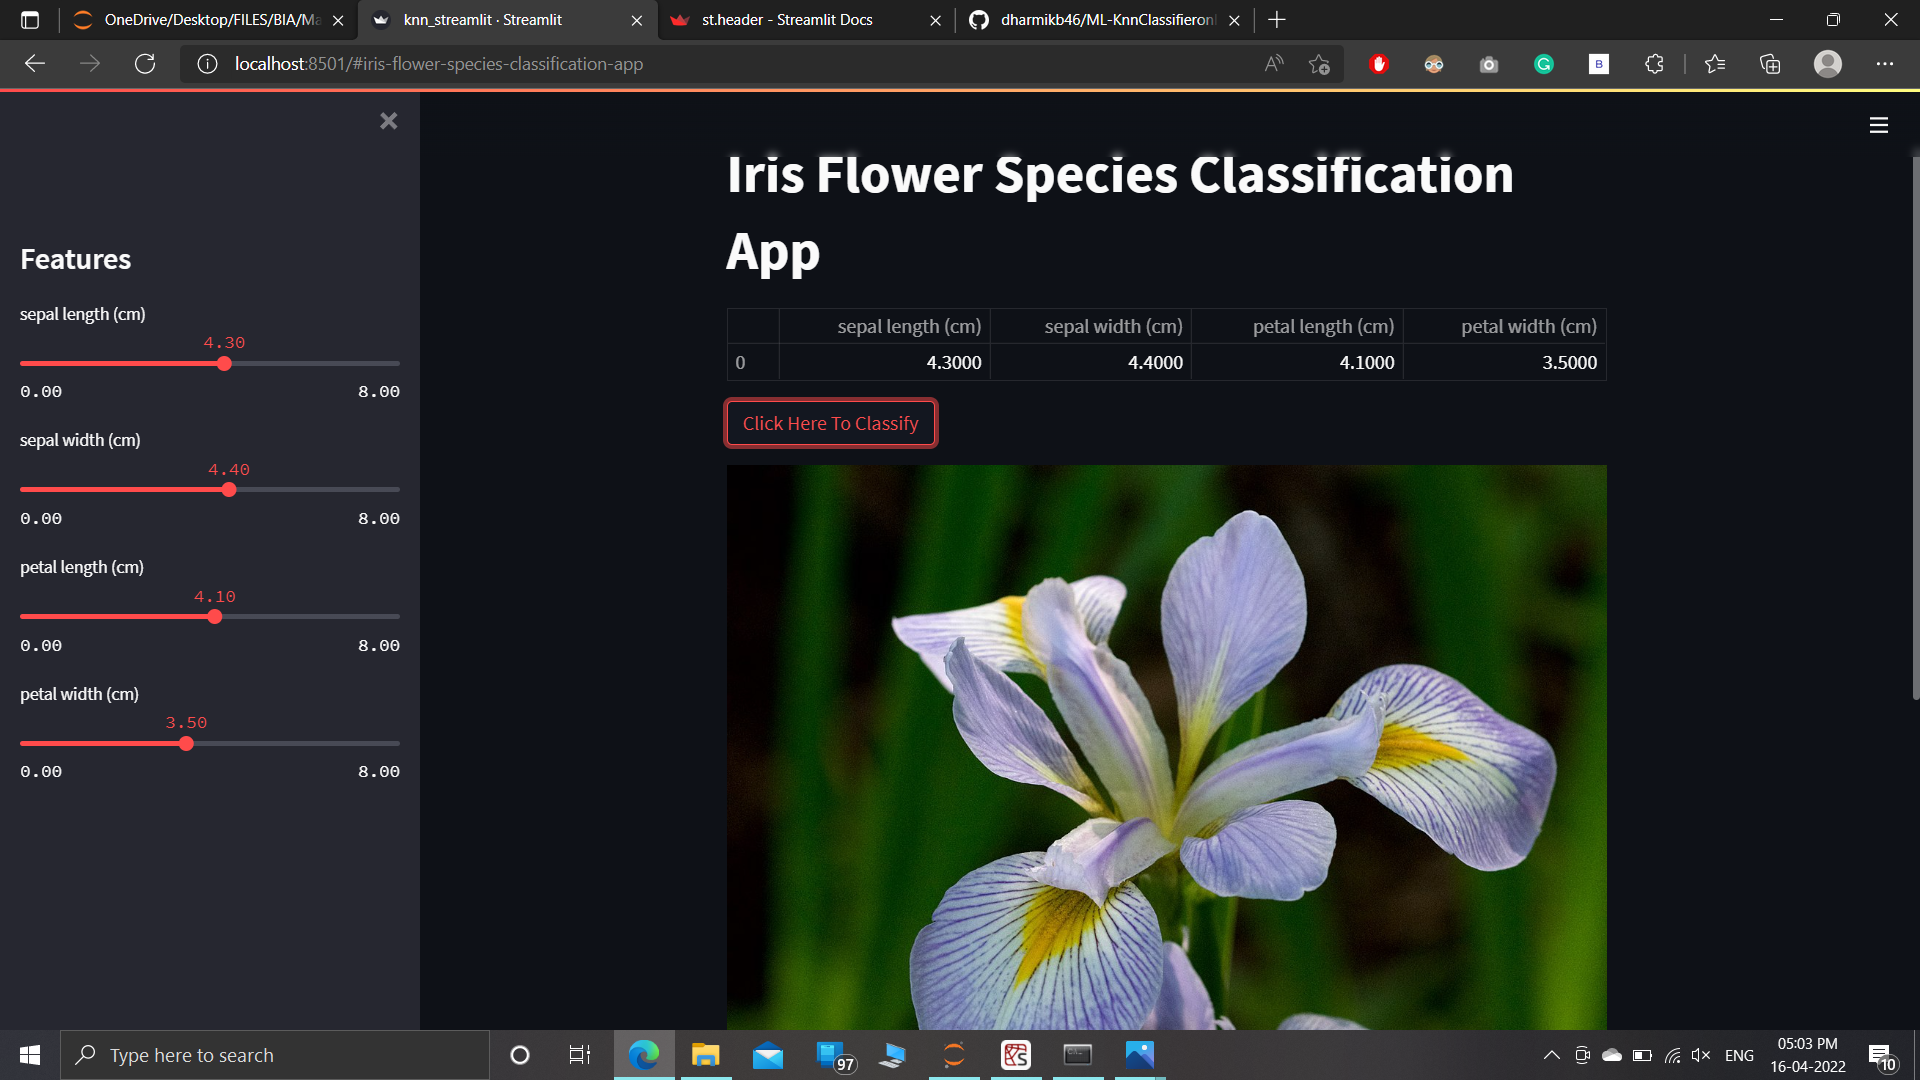 OneDrive/Desktop/FILES/BIA/Ma
knn_streamlit · Streamlit
st.header - Streamlit Docs
dharmikb46/ML-KnnClassifieronI
localhost:8501/#iris-flower-species-classification-app
Features
sepal length (cm)
4.30
0.00 8.00
sepal width (cm)
4.40
0.00 8.00
petal length (cm)
4.10
0.00 8.00
petal width (cm)
3.50
0.00 8.00
Iris Flower Species Classification
App
sepal length (cm) sepal width (cm) petal length (cm) petal width (cm)
0 4.3000 4.4000 4.1000 3.5000
Click Here To Classify
Type here to search
97
ENG
05:03 PM
16-04-2022
10